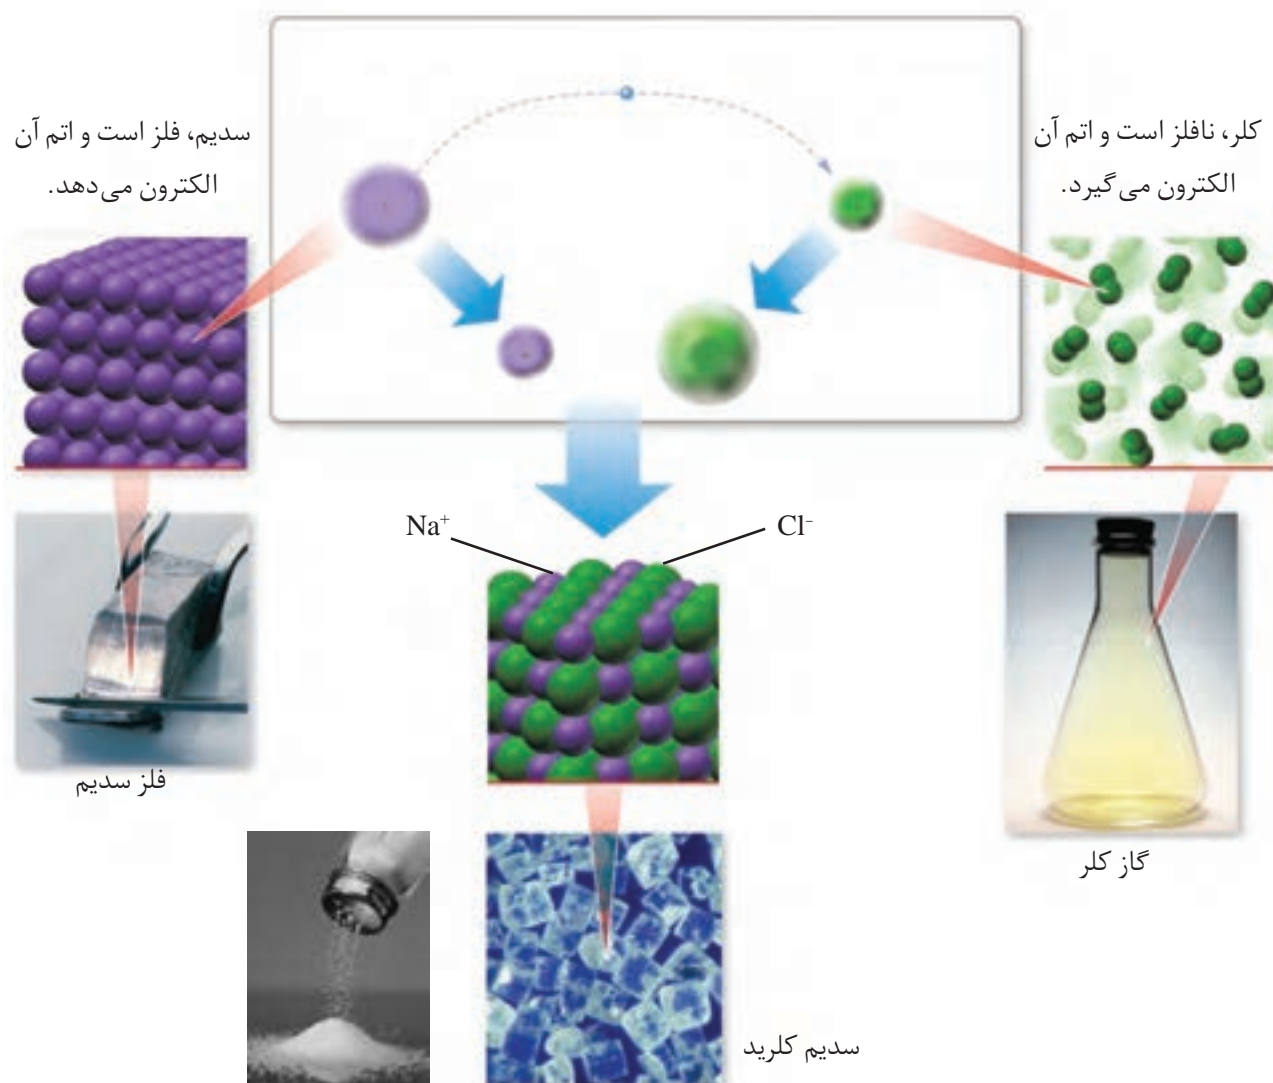 کلر، نافلز است و اتم آن
الکترون می‌گیرد.
سدیم، فلز است و اتم آن
الکترون می‌دهد.
Na⁺
Cl⁻
فلز سدیم
گاز کلر
سدیم کلرید